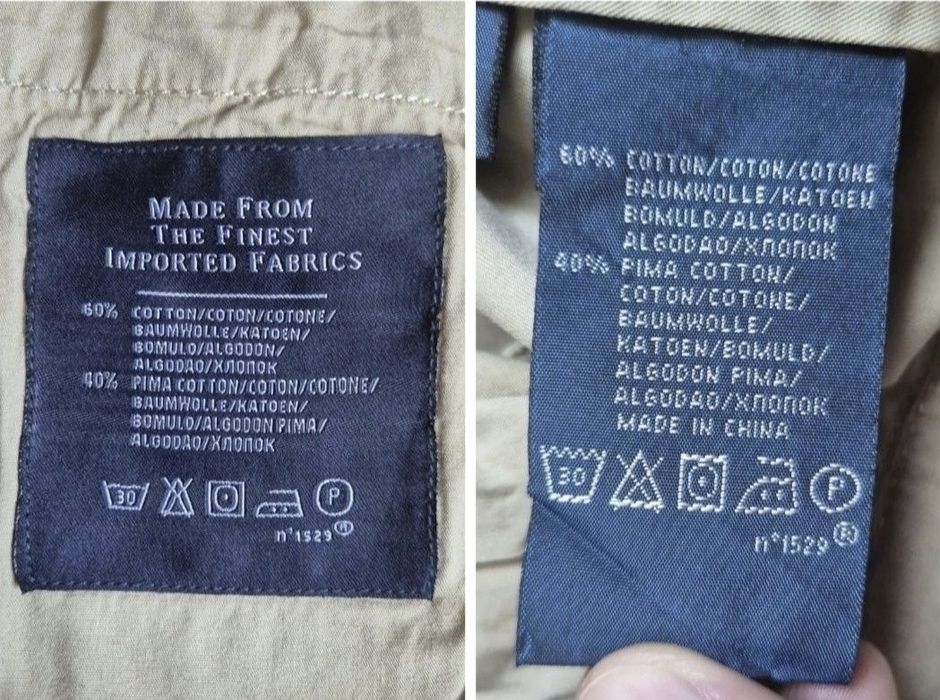 MADE FROM
THE FINEST
IMPORTED FABRICS
60% COTTON/COTON/COTONE/
BAUMWOLLE/KATOEN/
BOMULD/ALGODON/
ALGODAO/ХЛОПОК
40% PIMA COTTON/COTON/COTONE/
BAUMWOLLE/KATOEN/
BOMULD/ALGODON PIMA/
ALGODAO/ХЛОПОК
30 P
n°1529®
60% COTTON/COTON/COTONE
BAUMWOLLE/KATOEN
BOMULD/ALGODON
ALGODAO/ХЛОПОК
40% PIMA COTTON/
COTON/COTONE/
BAUMWOLLE/
KATOEN/BOMULD/
ALGODON PIMA/
ALGODAO/ХЛОПОК
MADE IN CHINA
30 P
n°1529®